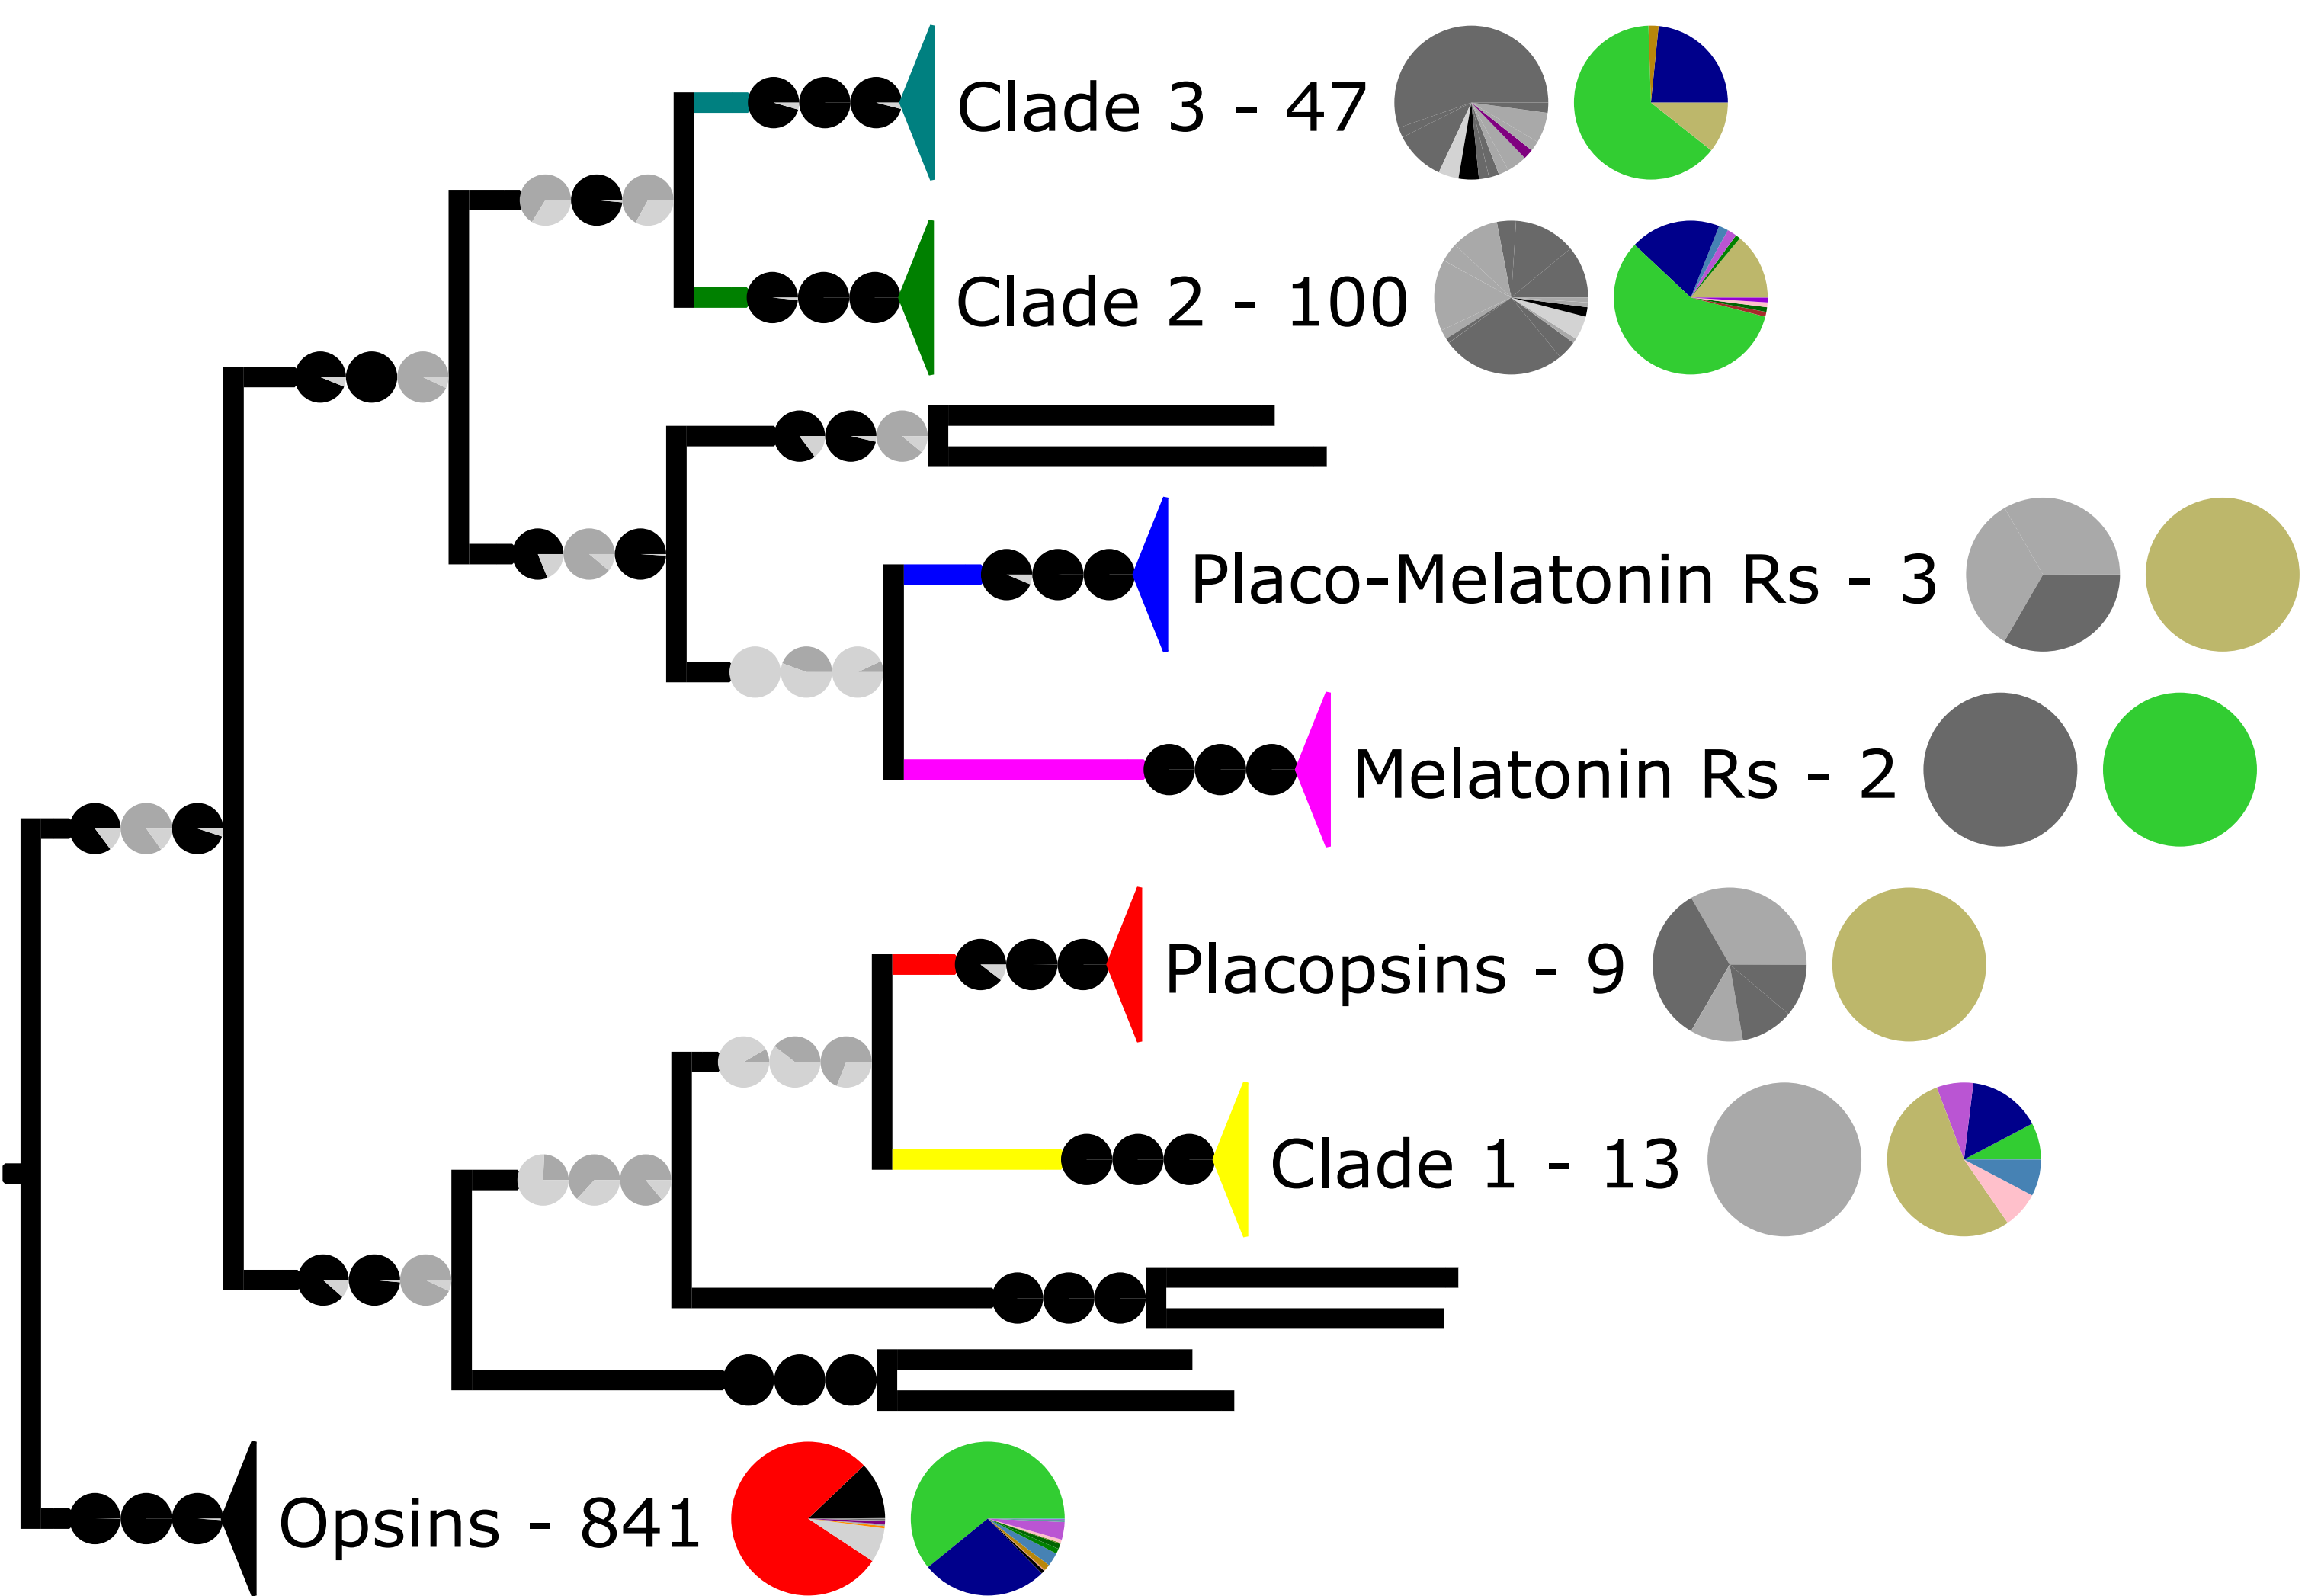 Clade 3 - 47
Clade 2 - 100
Placo-Melatonin Rs - 3
Melatonin Rs - 2
Placopsins - 9
Clade 1 - 13
Opsins - 841